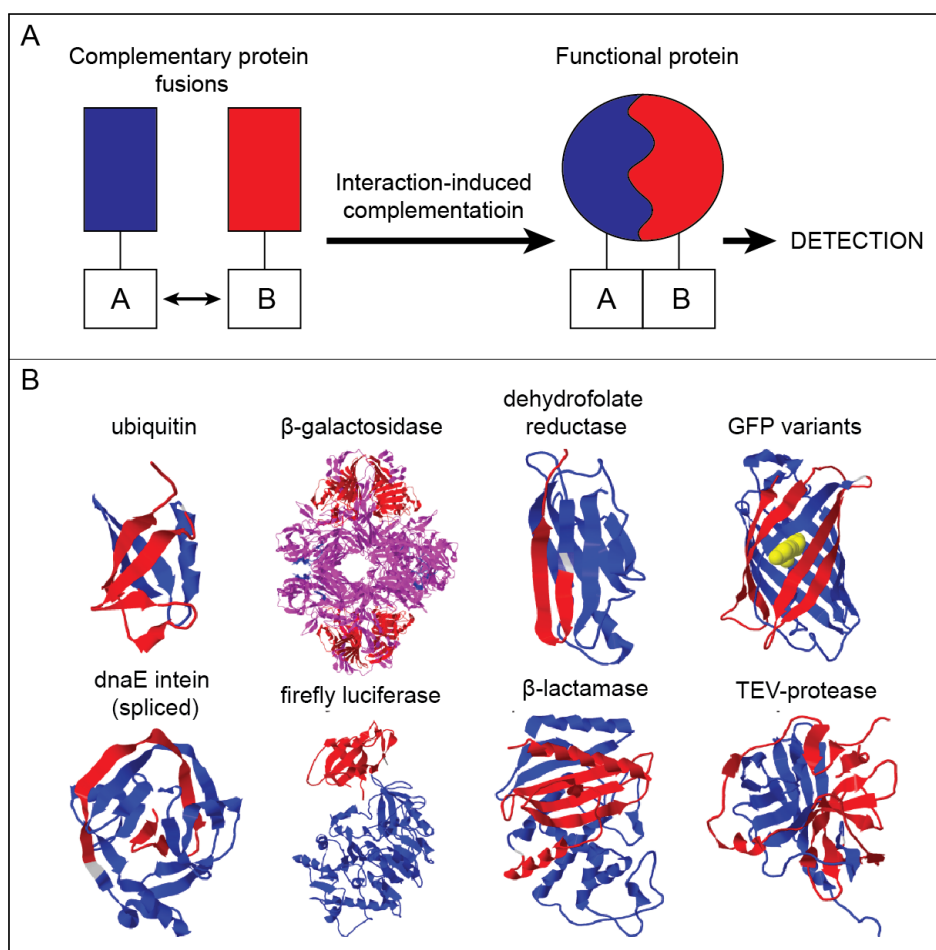 A
Complementary protein
fusions
Functional protein
Interaction-induced
complementatioin
DETECTION
A
B
A
B
B
ubiquitin
β-galactosidase
dehydrofolate
reductase
GFP variants
dnaE intein
(spliced)
firefly luciferase
β-lactamase
TEV-protease